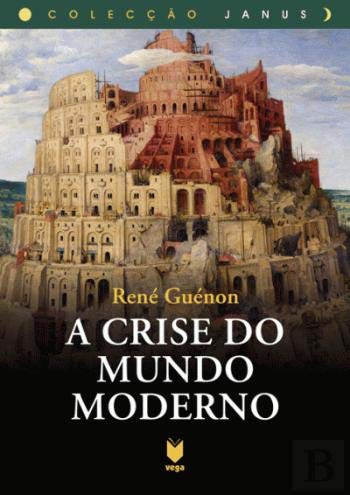 COLECÇÃO JANUS
René Guénon
A CRISE DO
MUNDO
MODERNO
vega
B